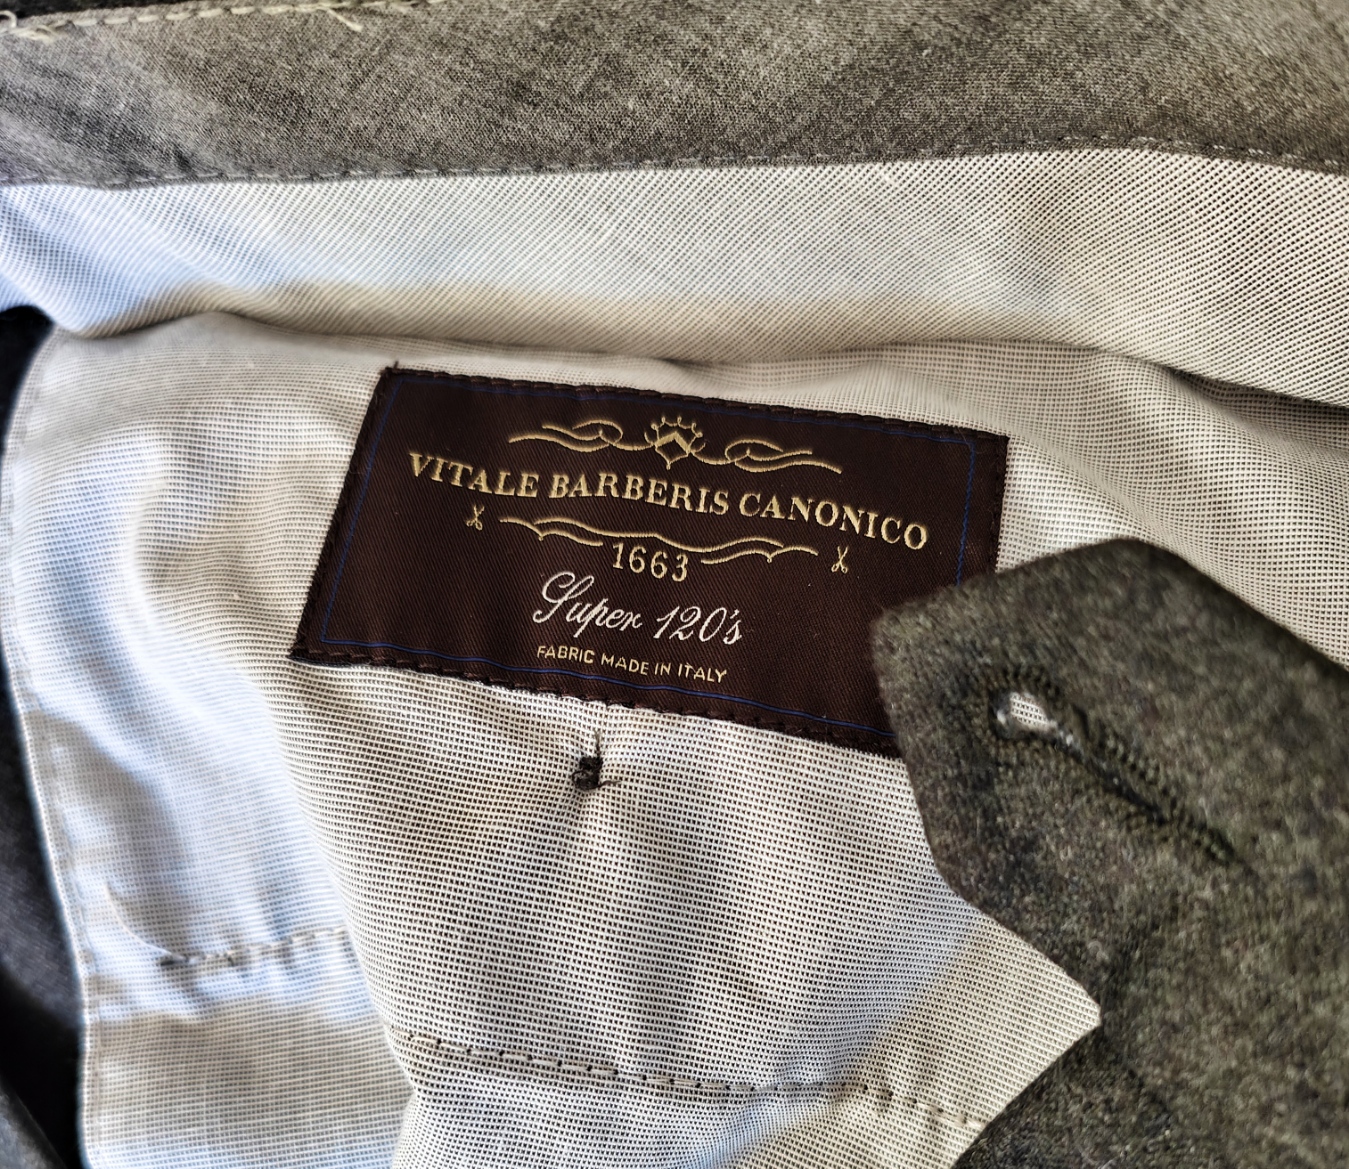 VITALE BARBERIS CANONICO
1663
Super 120's
FABRIC MADE IN ITALY